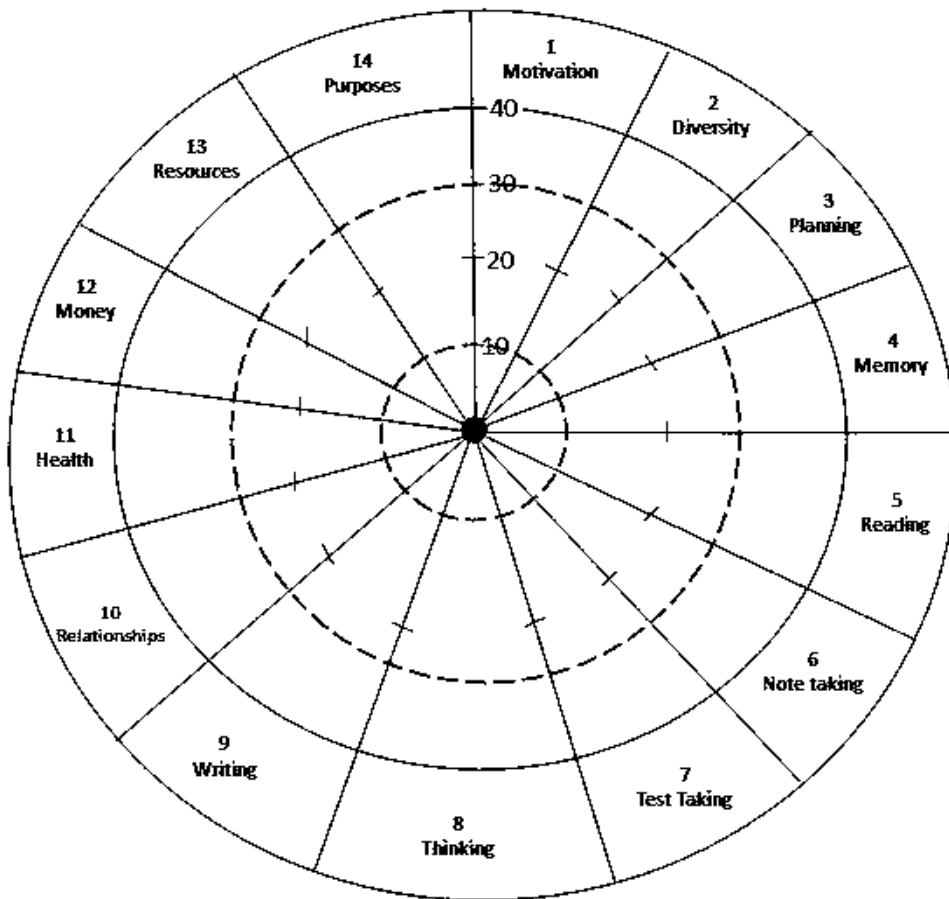 1
Motivation
2
Diversity
3
Planning
4
Memory
5
Reading
6
Note taking
7
Test Taking
8
Thinking
9
Writing
10
Relationships
11
Health
12
Money
13
Resources
14
Purposes
40
30
20
10